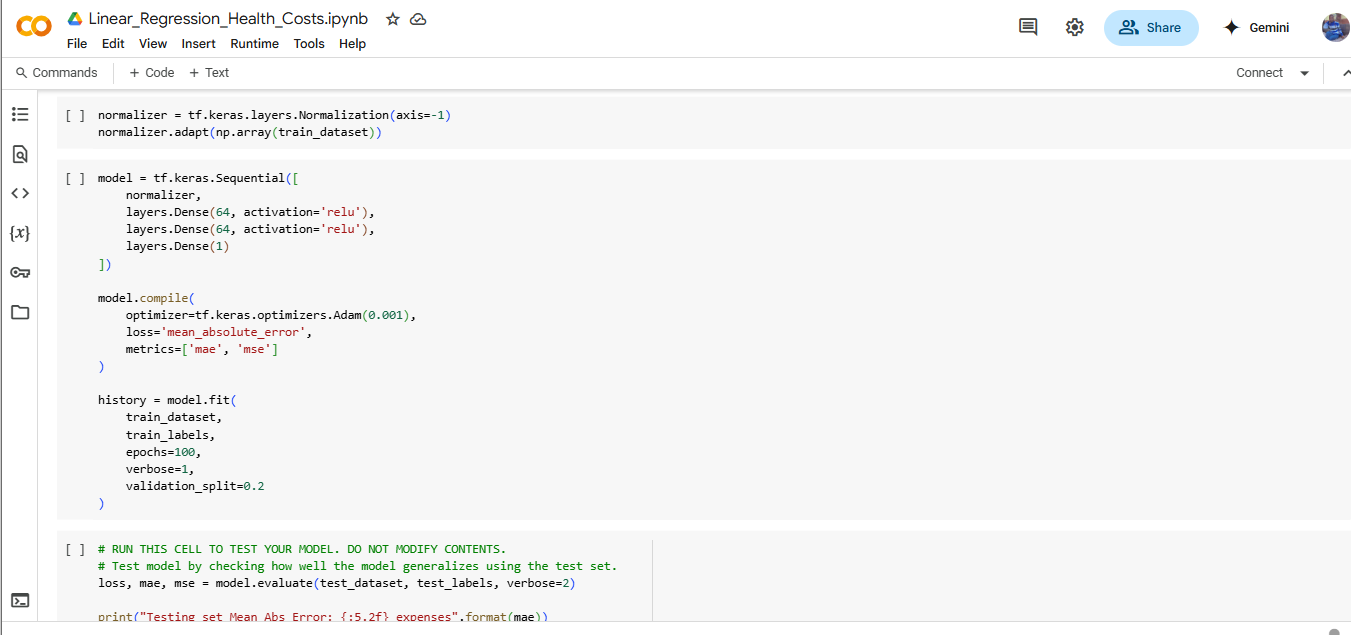 Linear_Regression_Health_Costs.ipynb
File Edit View Insert Runtime Tools Help
Share
Gemini
Commands
+ Code + Text
Connect
[ ] normalizer = tf.keras.layers.Normalization(axis=-1)
normalizer.adapt(np.array(train_dataset))
[ ] model = tf.keras.Sequential([
normalizer,
layers.Dense(64, activation='relu'),
layers.Dense(64, activation='relu'),
layers.Dense(1)
])
model.compile(
optimizer=tf.keras.optimizers.Adam(0.001),
loss='mean_absolute_error',
metrics=['mae', 'mse']
)
history = model.fit(
train_dataset,
train_labels,
epochs=100,
verbose=1,
validation_split=0.2
)
[ ] # RUN THIS CELL TO TEST YOUR MODEL. DO NOT MODIFY CONTENTS.
# Test model by checking how well the model generalizes using the test set.
loss, mae, mse = model.evaluate(test_dataset, test_labels, verbose=2)
print("Testing set Mean Abs Error: {:5.2f} expenses".format(mae))